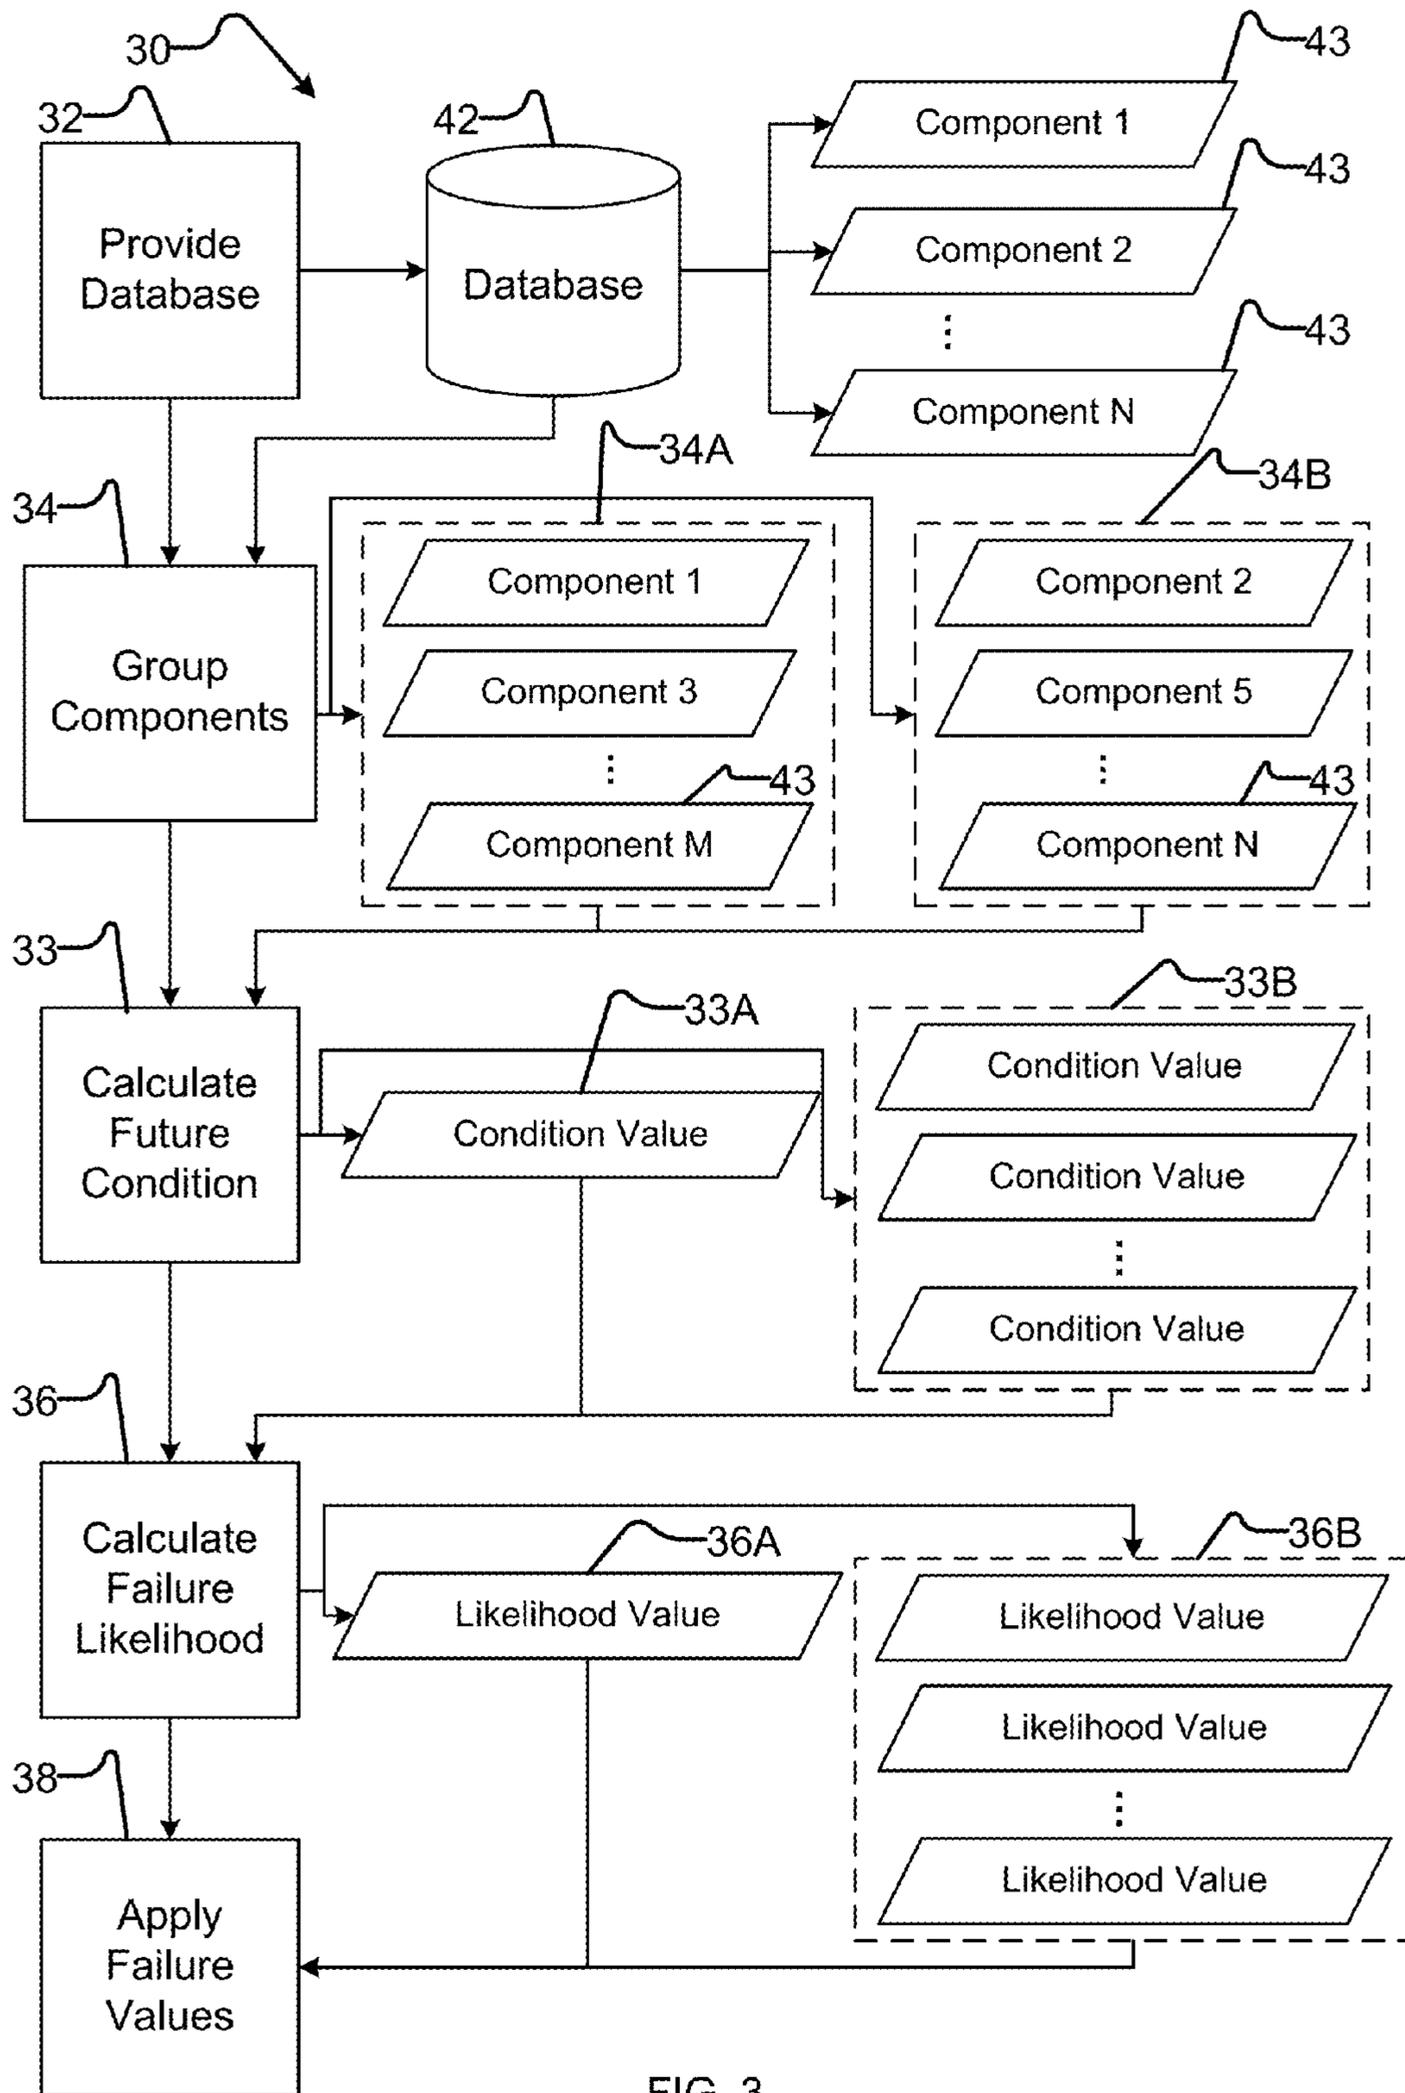 30
43
32
42
Component 1
43
Provide
Database
Database
Component 2
43
Component N
34A
34B
34
Component 1
Component 2
Group
Components
Component 3
Component 5
43
43
Component M
Component N
33
33A
33B
Calculate
Future
Condition
Condition Value
Condition Value
Condition Value
Condition Value
36
36A
36B
Calculate
Failure
Likelihood
Likelihood Value
Likelihood Value
Likelihood Value
Likelihood Value
38
Apply
Failure
Values
FIG. 3